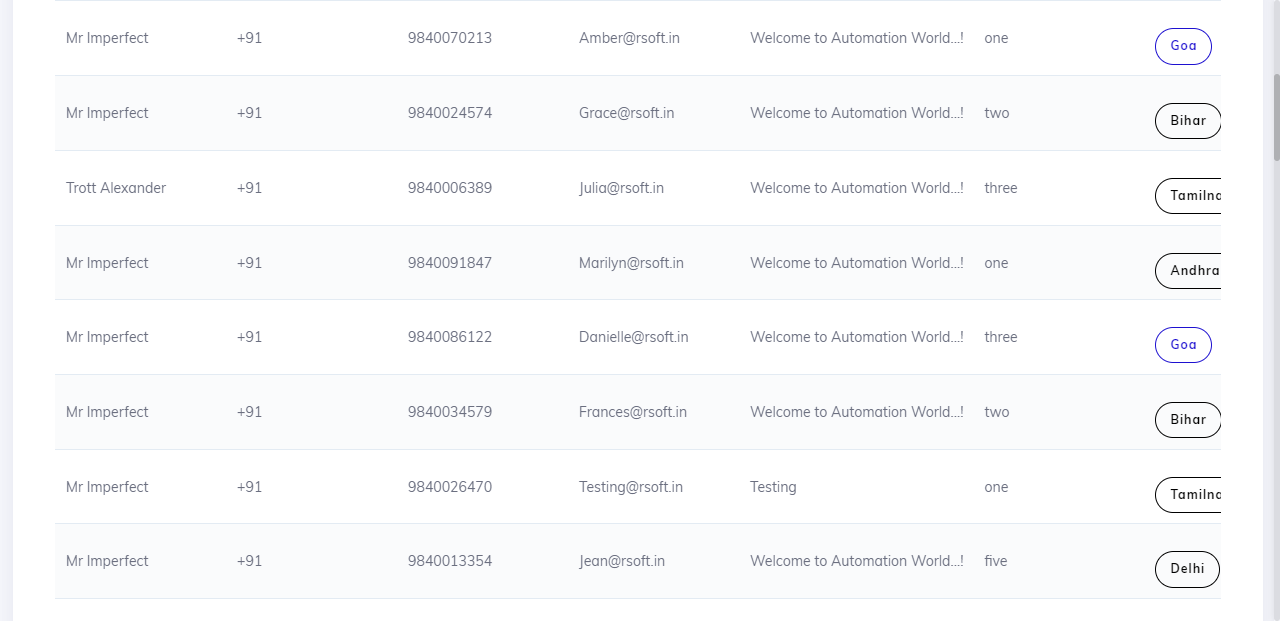 Mr Imperfect +91 9840070213 Amber@rsoft.in Welcome to Automation World...! one Goa
Mr Imperfect +91 9840024574 Grace@rsoft.in Welcome to Automation World...! two Bihar
Trott Alexander +91 9840006389 Julia@rsoft.in Welcome to Automation World...! three Tamilna
Mr Imperfect +91 9840091847 Marilyn@rsoft.in Welcome to Automation World...! one Andhra
Mr Imperfect +91 9840086122 Danielle@rsoft.in Welcome to Automation World...! three Goa
Mr Imperfect +91 9840034579 Frances@rsoft.in Welcome to Automation World...! two Bihar
Mr Imperfect +91 9840026470 Testing@rsoft.in Testing one Tamilna
Mr Imperfect +91 9840013354 Jean@rsoft.in Welcome to Automation World...! five Delhi